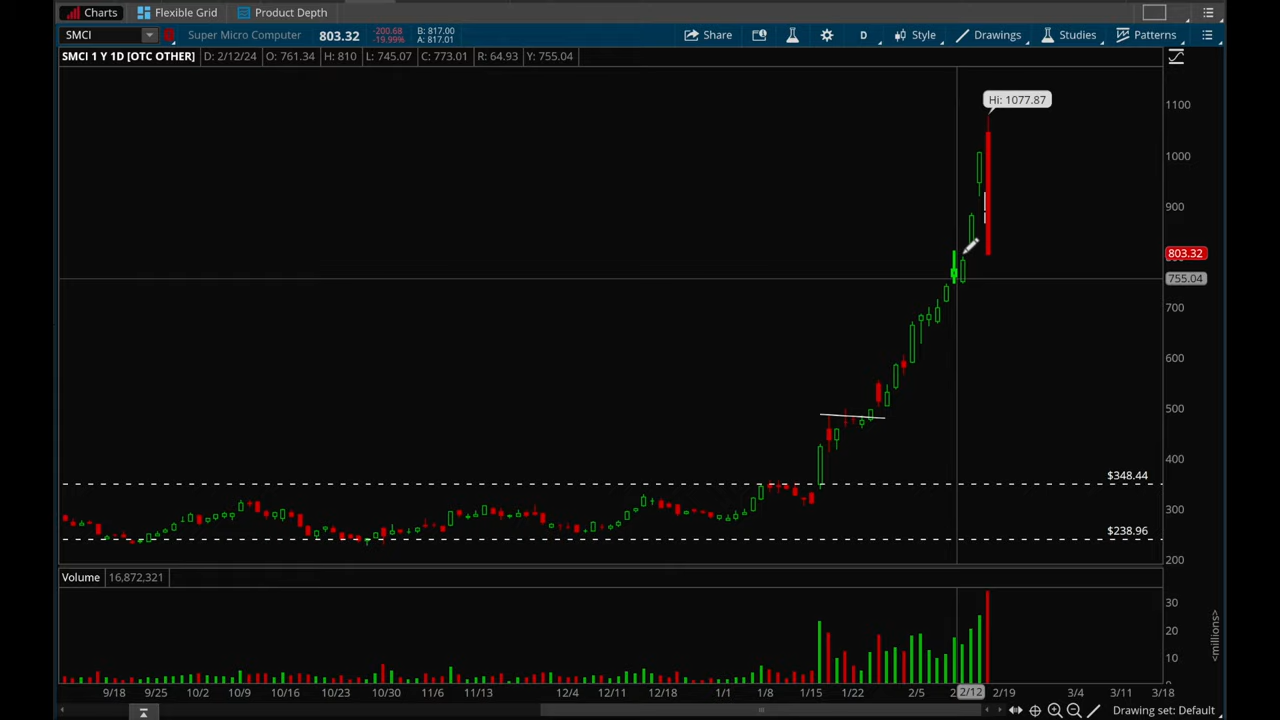 Charts Flexible Grid Product Depth
SMCI Super Micro Computer 803.32 -200.68 -19.99% B: 817.00 A: 817.01 Share D Style Drawings Studies Patterns
SMCI 1 Y 1D [OTC OTHER] D: 2/12/24 O: 761.34 H: 810 L: 745.07 C: 773.01 R: 64.93 Y: 755.04
Hi: 1077.87
1100
1000
900
803.32
755.04
700
600
500
$348.44
400
300
$238.96
200
Volume 16,872,321
30
20
10
<millions>
9/18 9/25 10/2 10/9 10/16 10/23 10/30 11/6 11/13 12/4 12/11 12/18 1/1 1/8 1/15 1/22 2/5 2/12 2/19 3/4 3/11 3/18
Drawing set: Default